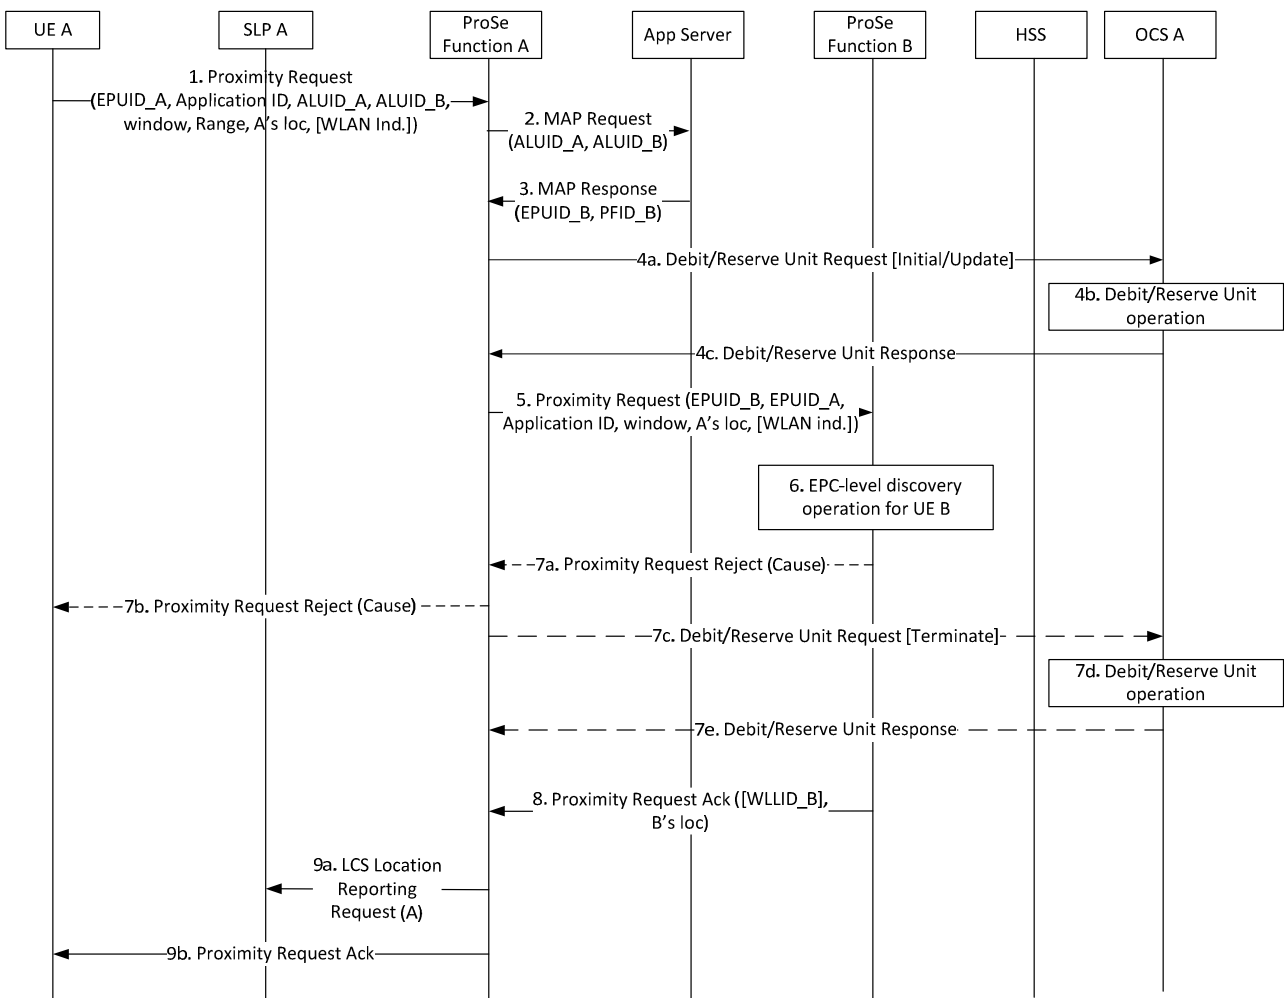 UE A
SLP A
ProSe
Function A
App Server
ProSe
Function B
HSS
OCS A
1. Proximity Request
(EPUID_A, Application ID, ALUID_A, ALUID_B,
window, Range, A's loc, [WLAN Ind.])
2. MAP Request
(ALUID_A, ALUID_B)
3. MAP Response
(EPUID_B, PFID_B)
4a. Debit/Reserve Unit Request [Initial/Update]
4b. Debit/Reserve Unit
operation
4c. Debit/Reserve Unit Response
5. Proximity Request (EPUID_B, EPUID_A,
Application ID, window, A's loc, [WLAN ind.])
6. EPC-level discovery
operation for UE B
7a. Proximity Request Reject (Cause)
7b. Proximity Request Reject (Cause)
7c. Debit/Reserve Unit Request [Terminate]
7d. Debit/Reserve Unit
operation
7e. Debit/Reserve Unit Response
8. Proximity Request Ack ([WLLID_B],
B's loc)
9a. LCS Location
Reporting
Request (A)
9b. Proximity Request Ack